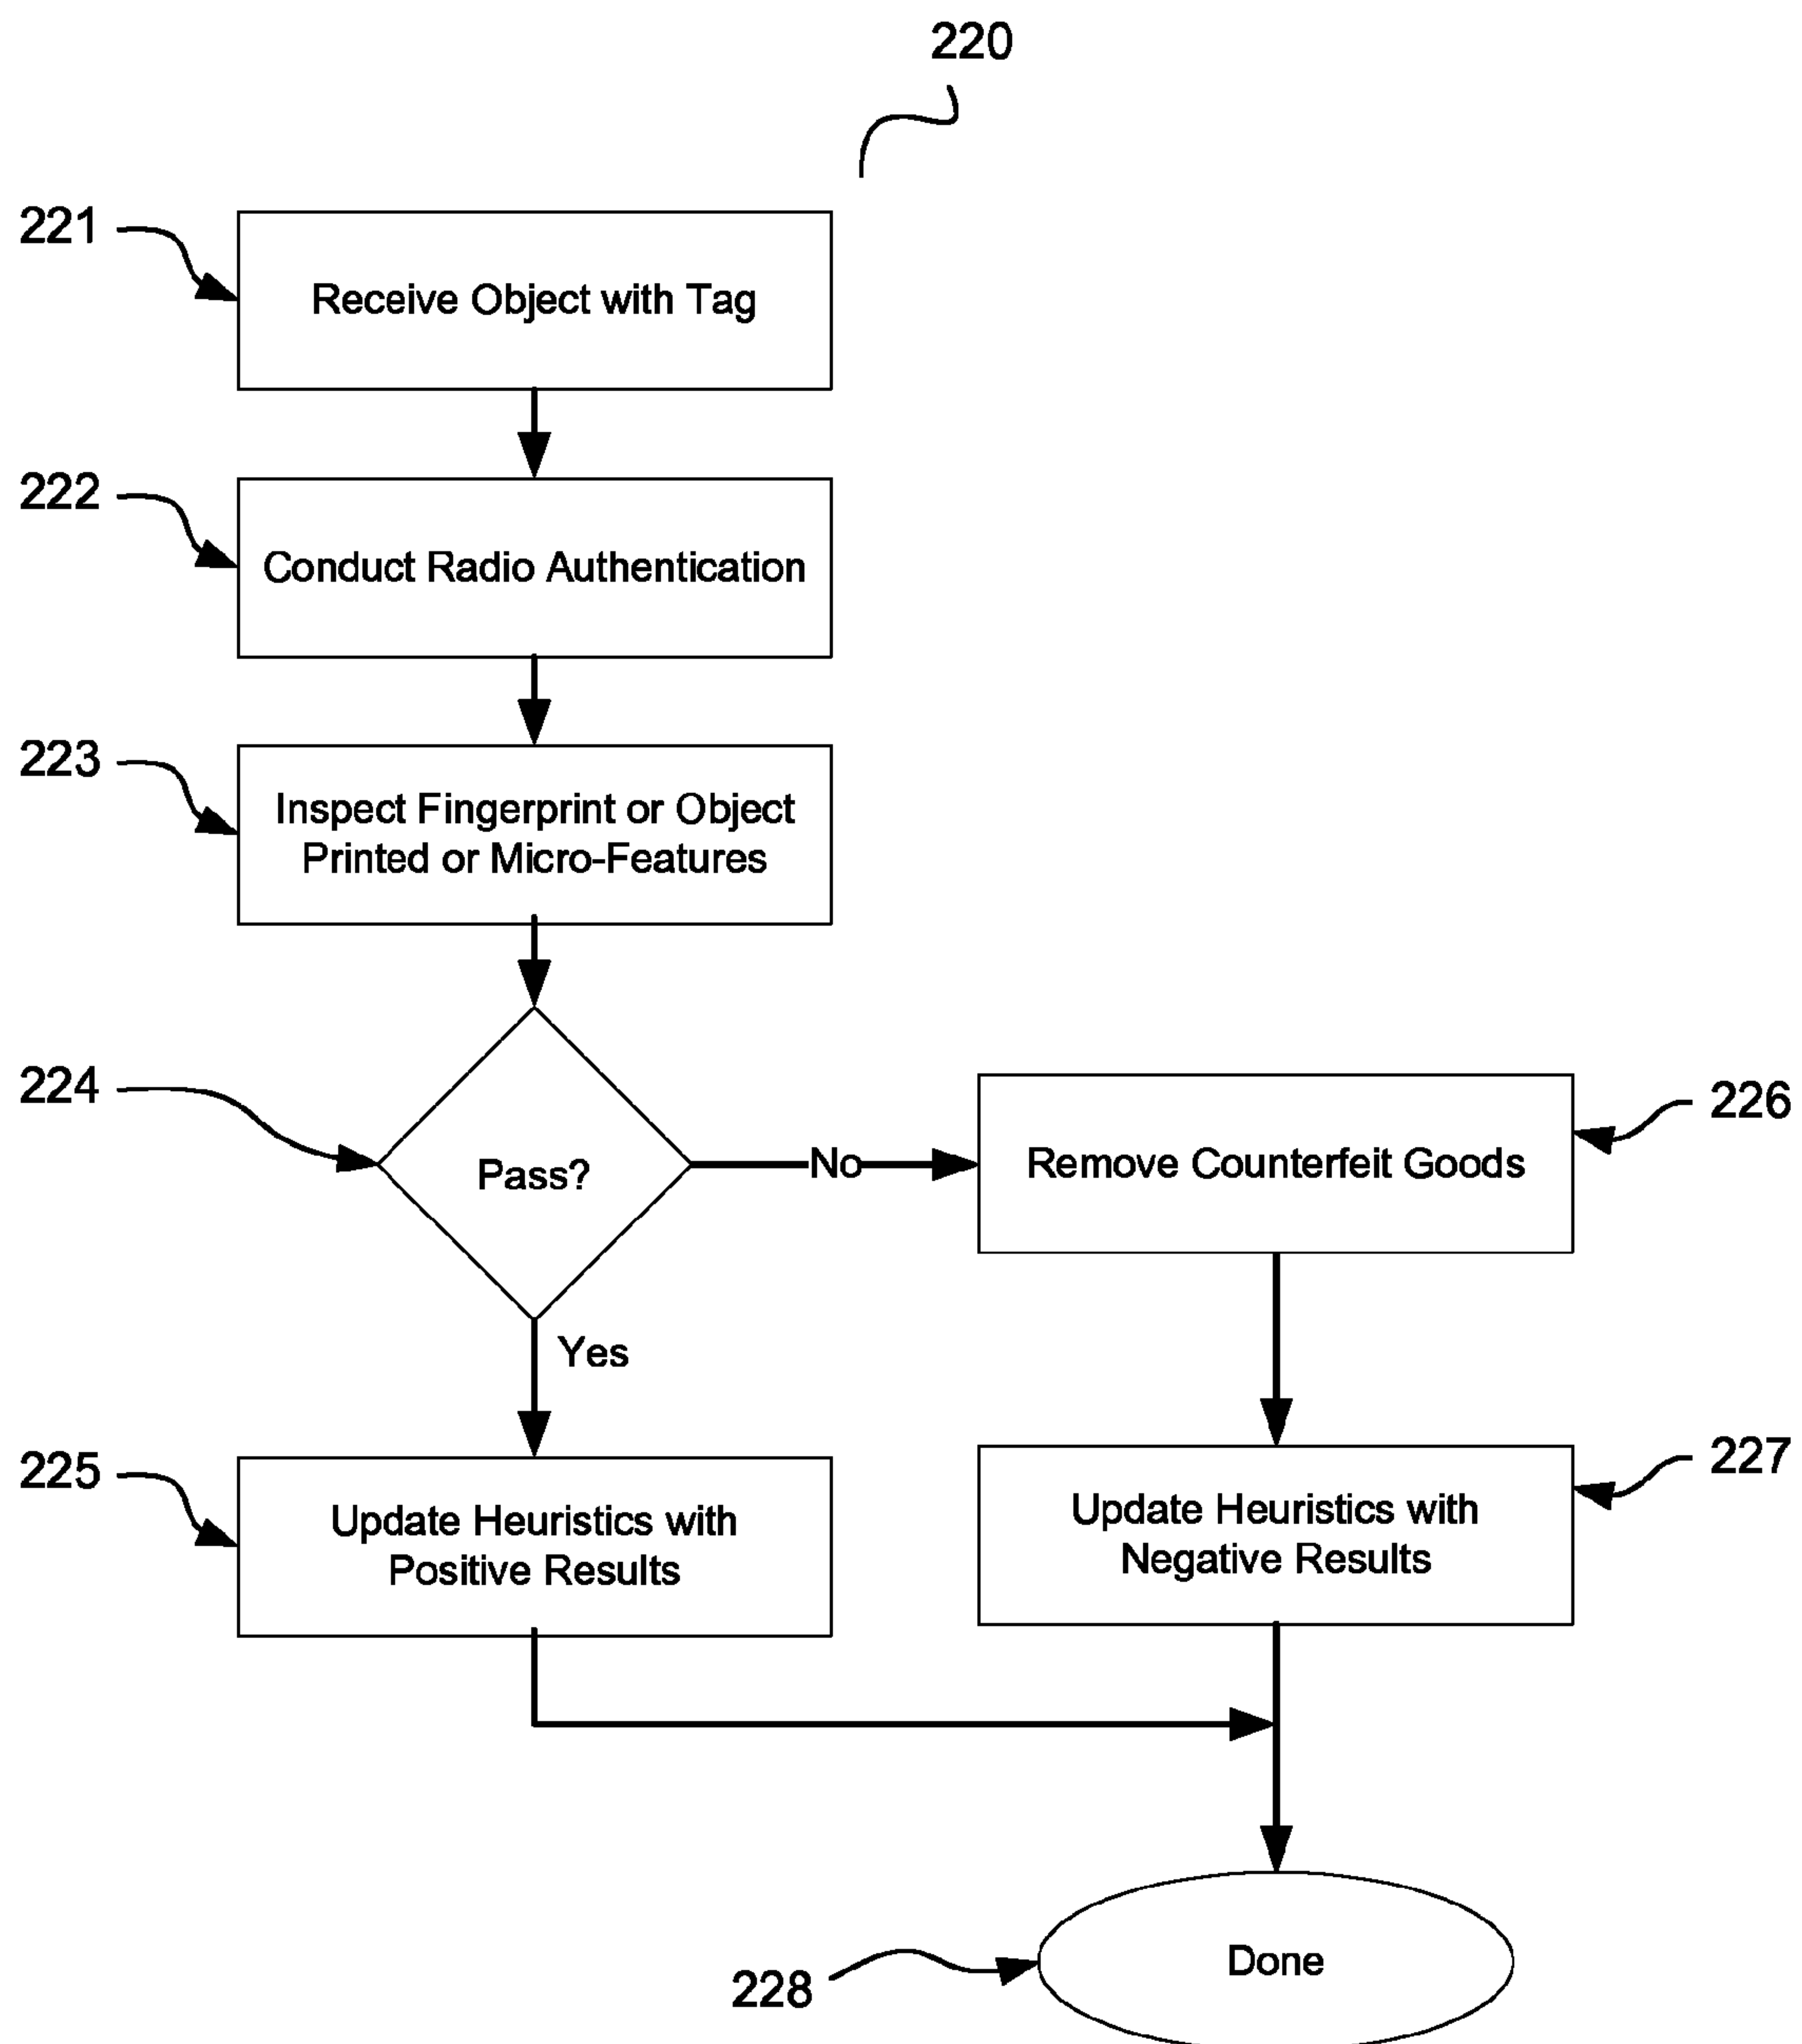 220
221
Receive Object with Tag
222
Conduct Radio Authentication
223
Inspect Fingerprint or Object
Printed or Micro-Features
224
Pass?
No
Remove Counterfeit Goods
226
Yes
225
Update Heuristics with
Positive Results
Update Heuristics with
Negative Results
227
Done
228